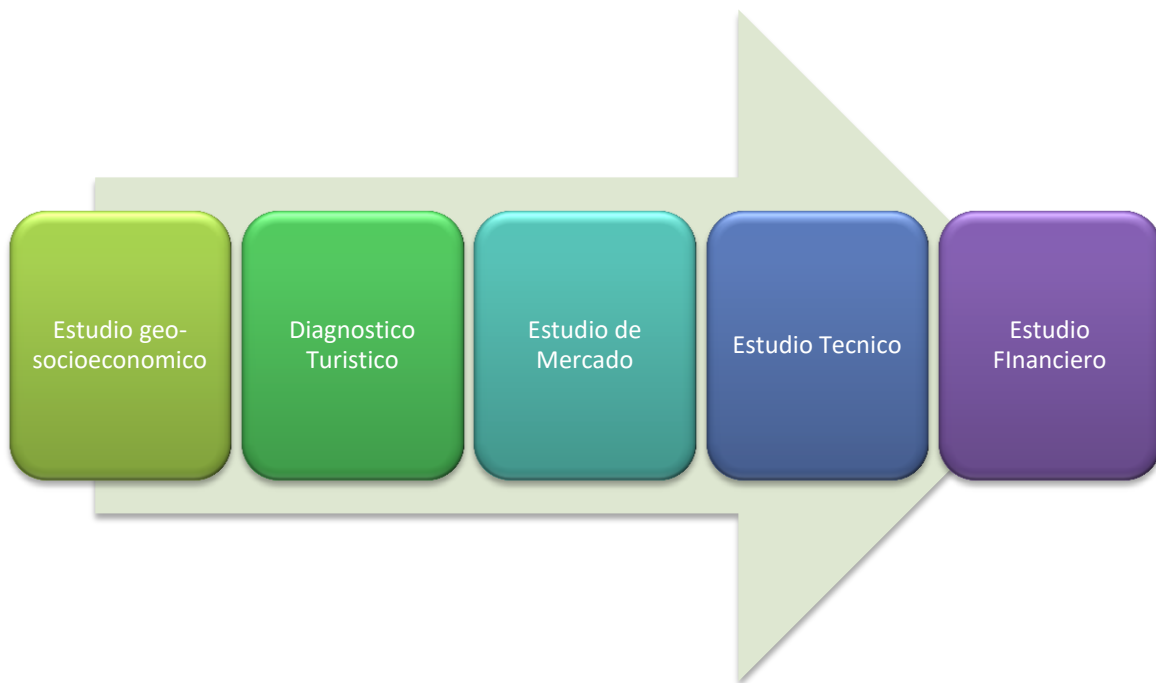 Estudio geo-
socioeconomico
Diagnostico
Turistico
Estudio de
Mercado
Estudio Tecnico
Estudio
FInanciero